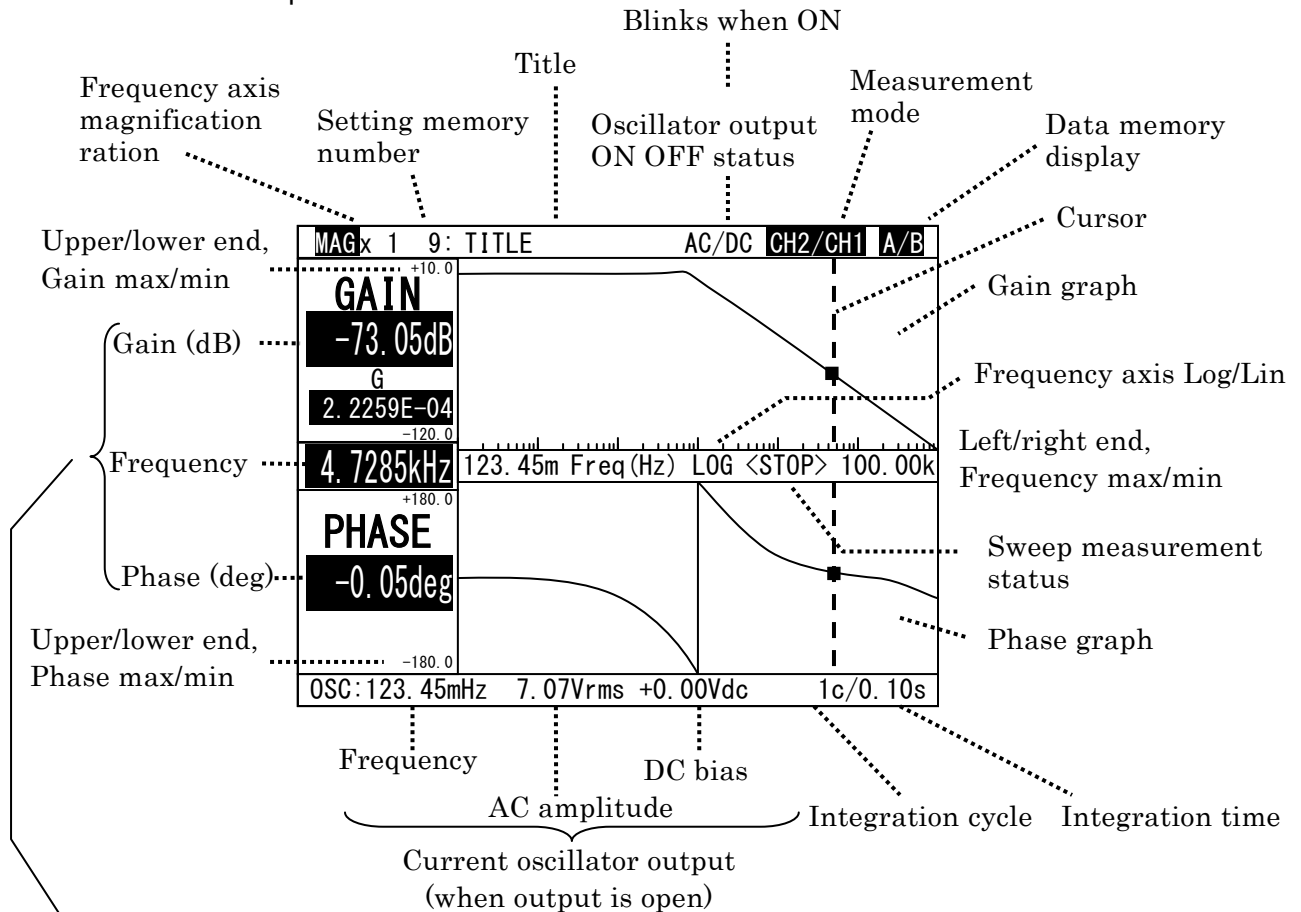 Blinks when ON
Title
Measurement
mode
Frequency axis
magnification
ration
Setting memory
number
Oscillator output
ON OFF status
Data memory
display
Cursor
Upper/lower end,
Gain max/min
MAG x 1 9: TITLE AC/DC CH2/CH1 A/B
+10.0
GAIN
Gain graph
Gain (dB)
-73.05dB
G
2.2259E-04
-120.0
Frequency axis Log/Lin
Frequency
4.7285kHz
123.45m Freq(Hz) LOG <STOP> 100.00k
Left/right end,
Frequency max/min
+180.0
PHASE
Sweep measurement
status
Phase (deg)
-0.05deg
Phase graph
Upper/lower end,
Phase max/min
-180.0
OSC:123.45mHz 7.07Vrms +0.00Vdc 1c/0.10s
Frequency
DC bias
AC amplitude
Integration cycle
Integration time
Current oscillator output
(when output is open)